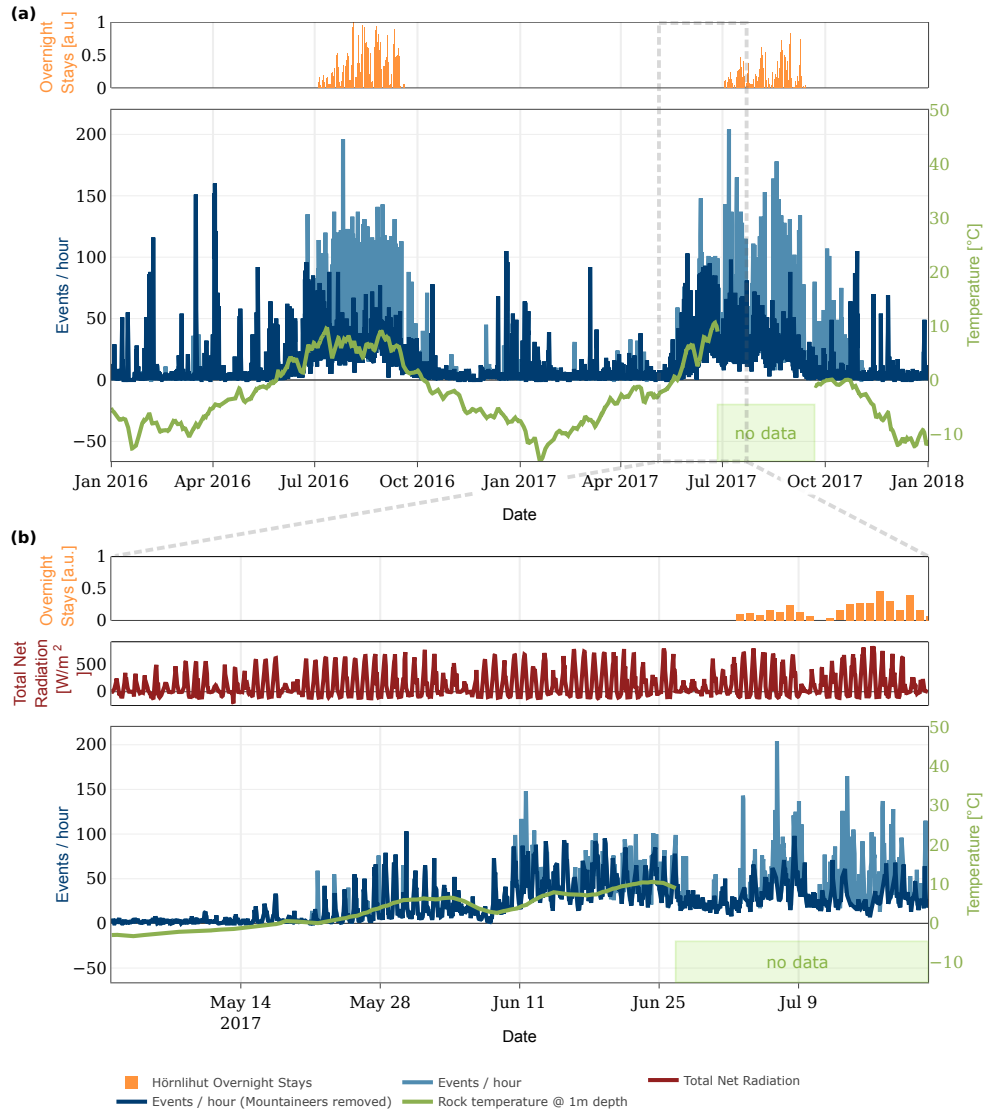 (a)
Overnight
Stays [a.u.]
1
0.5
0
Events / hour
200
150
100
50
0
−50
50
40
30
20
10
0
−10
Temperature [°C]
no data
Jan 2016 Apr 2016 Jul 2016 Oct 2016 Jan 2017 Apr 2017 Jul 2017 Oct 2017 Jan 2018
Date
(b)
Overnight
Stays [a.u.]
1
0.5
0
Total Net
Radiation
[W/m 2
]
500
0
Events / hour
200
150
100
50
0
−50
50
40
30
20
10
0
−10
Temperature [°C]
no data
May 14 May 28 Jun 11 Jun 25 Jul 9
2017
Date
Hörnlihut Overnight Stays Events / hour Total Net Radiation
Events / hour (Mountaineers removed) Rock temperature @ 1m depth